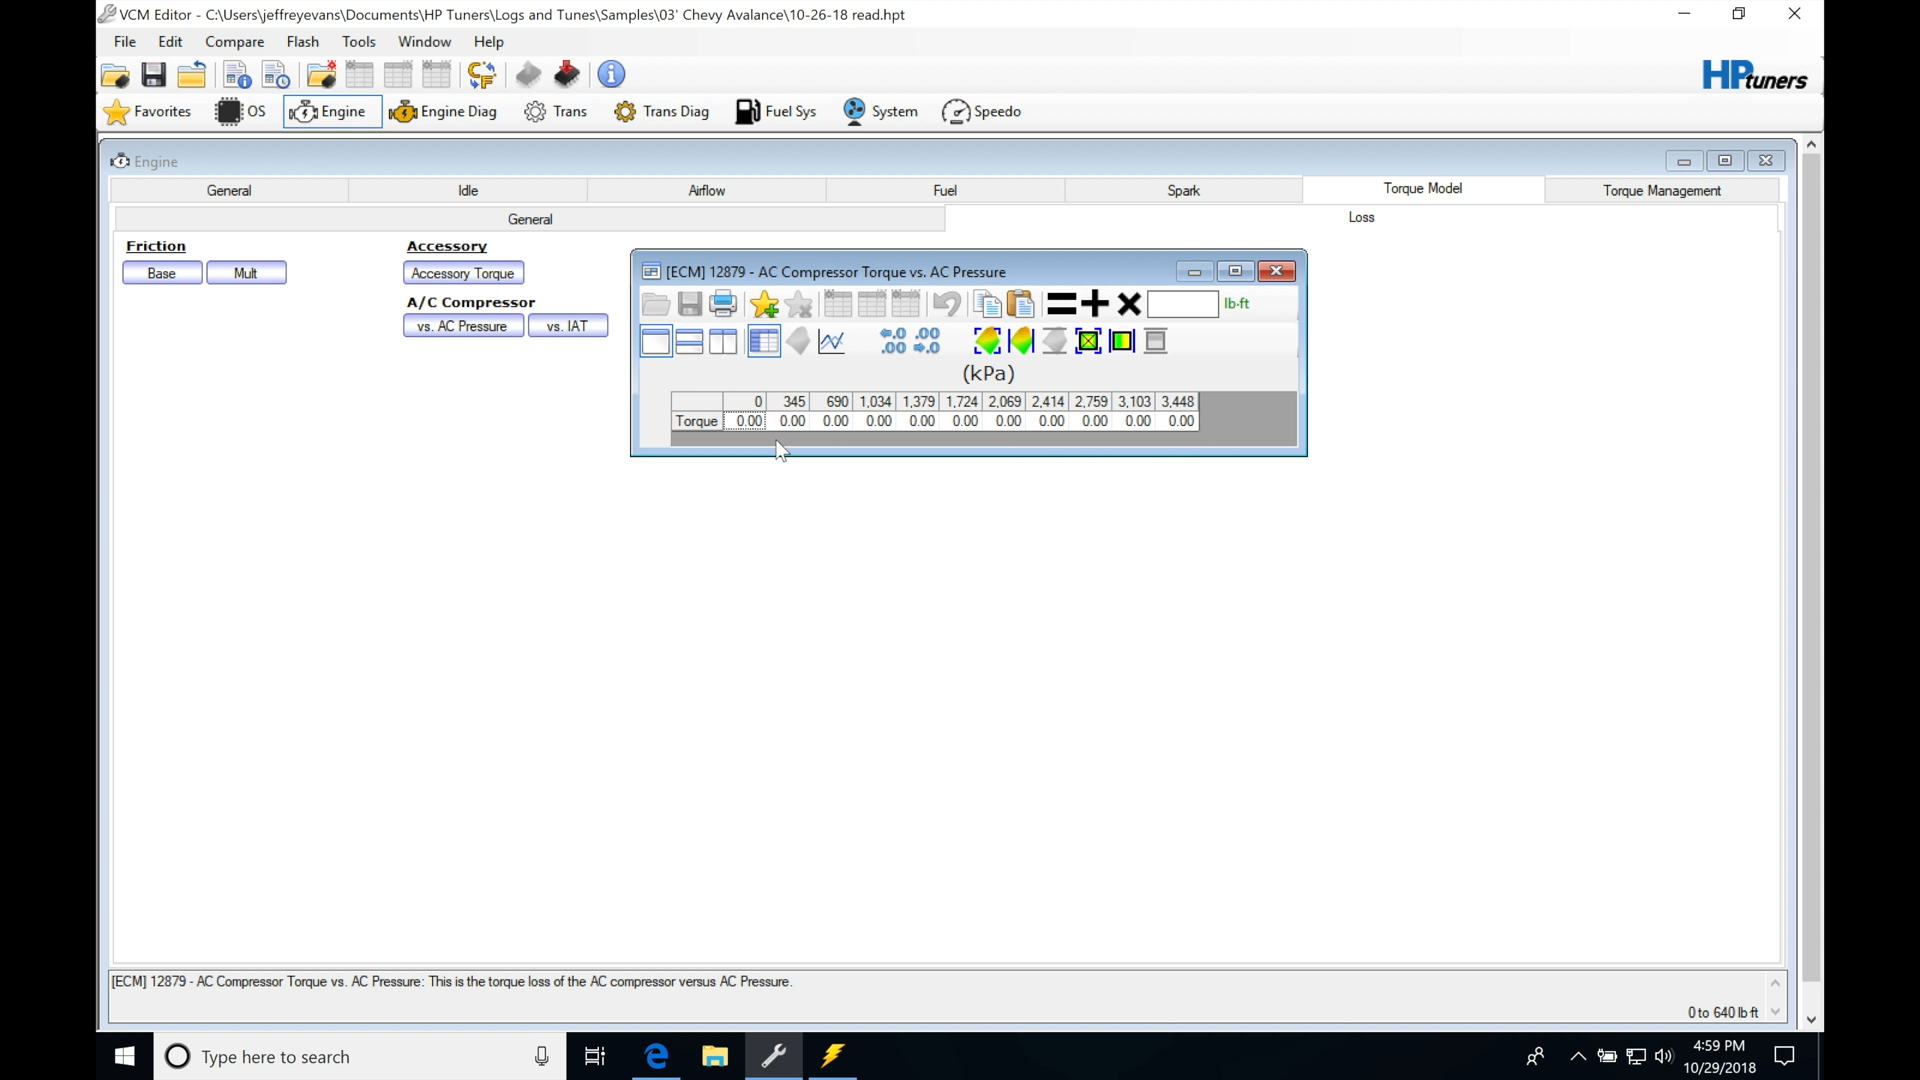 VCM Editor - C:\Users\jeffreyevans\Documents\HP Tuners\Logs and Tunes\Samples\03' Chevy Avalance\10-26-18 read.hpt
File Edit Compare Flash Tools Window Help
HP tuners
Favorites OS Engine Engine Diag Trans Trans Diag Fuel Sys System Speedo
Engine
General Idle Airflow Fuel Spark Torque Model Torque Management
General Loss
Friction Accessory
Base Mult Accessory Torque
A/C Compressor
vs. AC Pressure vs. IAT
[ECM] 12879 - AC Compressor Torque vs. AC Pressure
lb·ft
(kPa)
0 345 690 1,034 1,379 1,724 2,069 2,414 2,759 3,103 3,448
Torque 0.00 0.00 0.00 0.00 0.00 0.00 0.00 0.00 0.00 0.00 0.00
[ECM] 12879 - AC Compressor Torque vs. AC Pressure: This is the torque loss of the AC compressor versus AC Pressure.
0 to 640 lb·ft
Type here to search
4:59 PM
10/29/2018